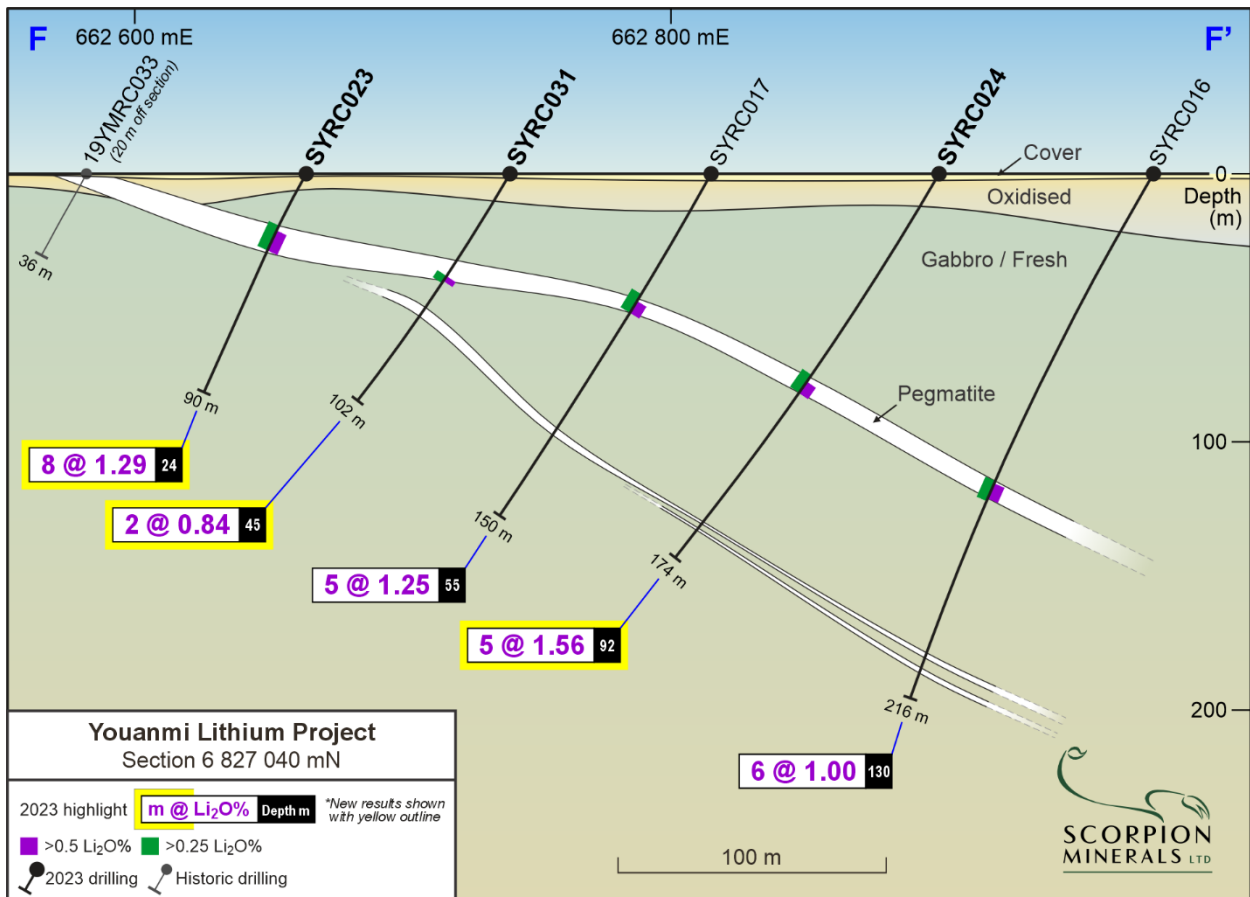 F
662 600 mE
662 800 mE
F'
19YMRC033
(20 m off section)
SYRC023
SYRC031
SYRC017
SYRC024
SYRC016
Cover
0
Oxidised
Depth
(m)
Gabbro / Fresh
36 m
Pegmatite
90 m
102 m
100
8 @ 1.29 24
2 @ 0.84 45
150 m
174 m
5 @ 1.25 55
5 @ 1.56 92
216 m
200
6 @ 1.00 130
Youanmi Lithium Project
Section 6 827 040 mN
2023 highlight
m @ Li₂O% Depth m
*New results shown
with yellow outline
>0.5 Li₂O%
>0.25 Li₂O%
2023 drilling
Historic drilling
100 m
SCORPION
MINERALS LTD